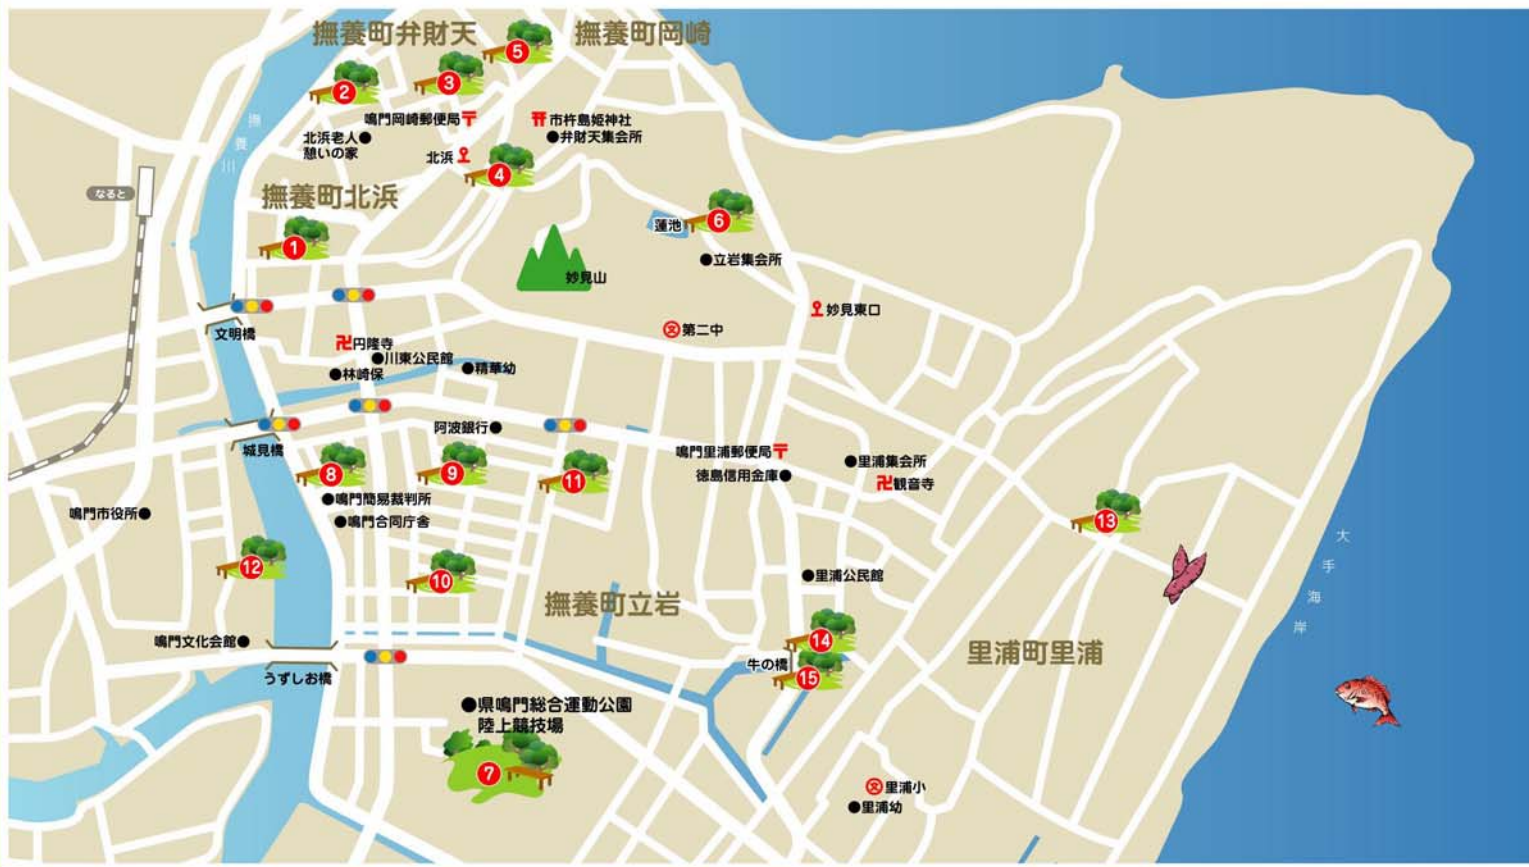 撫養町弁財天
撫養町岡崎
5
3
2
鳴門岡崎郵便局
市杵島姫神社
弁財天集会所
北浜老人
憩いの家
撫養川
北浜
4
なると
撫養町北浜
6
蓮池
1
立岩集会所
妙見山
妙見東口
文明橋
第二中
円隆寺
川東公民館
林崎保
精華幼
阿波銀行
城見橋
鳴門里浦郵便局
徳島信用金庫
里浦集会所
観音寺
8
9
11
鳴門簡易裁判所
鳴門合同庁舎
鳴門市役所
13
大手海岸
12
10
里浦公民館
撫養町立岩
14
鳴門文化会館
牛の橋
15
里浦町里浦
うずしお橋
県鳴門総合運動公園
陸上競技場
7
文
里浦小
里浦幼